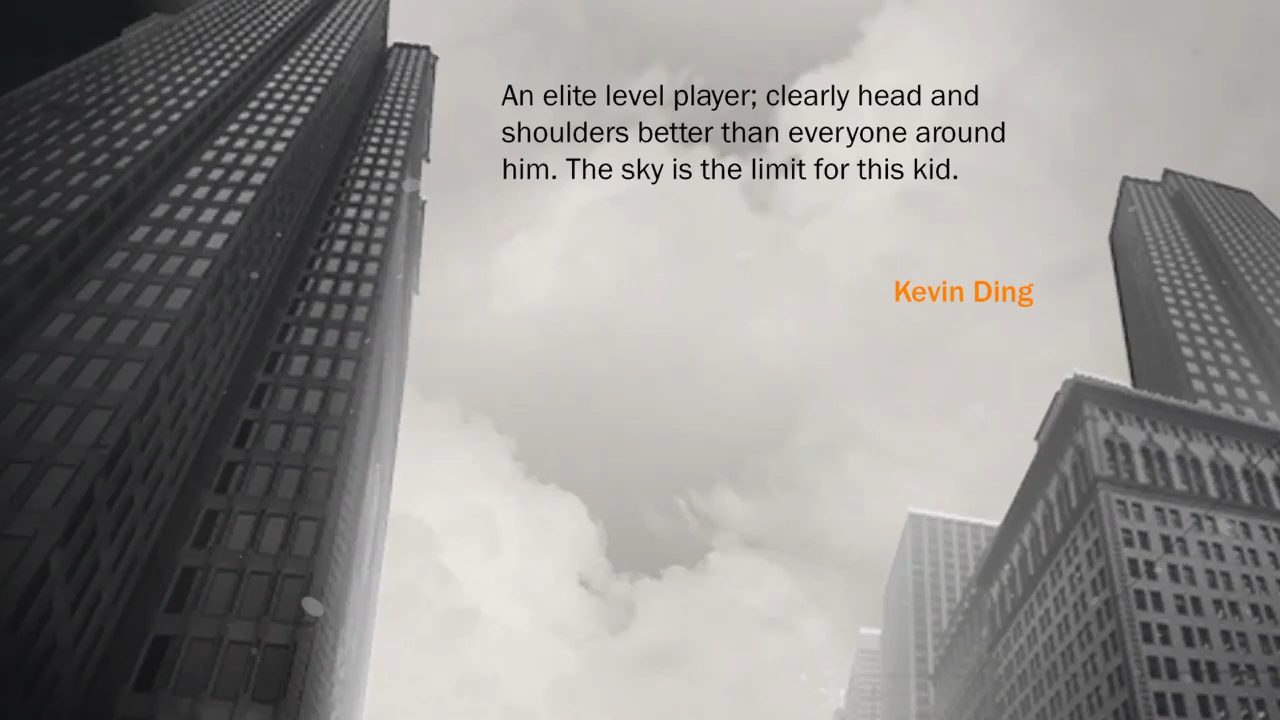 An elite level player; clearly head and
shoulders better than everyone around
him. The sky is the limit for this kid.
Kevin Ding